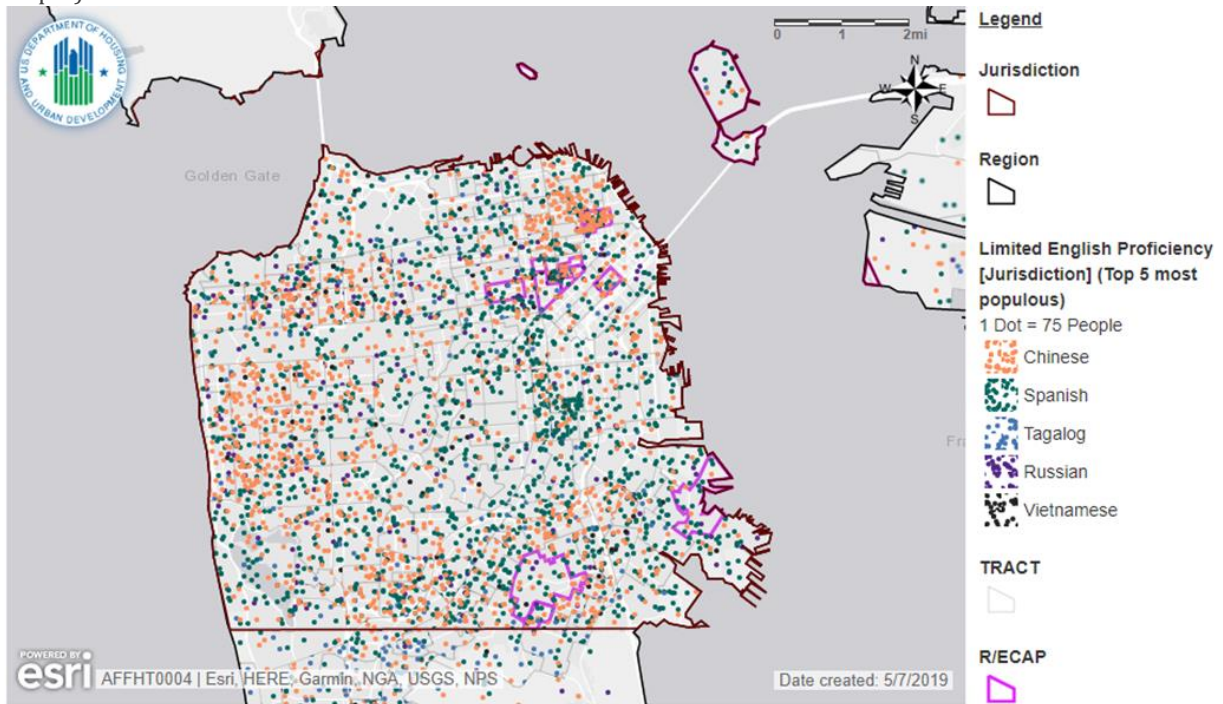 U.S. DEPARTMENT OF HOUSING
AND URBAN DEVELOPMENT
0 1 2mi
N
W E
S
Golden Gate
POWERED BY
esri
AFFHT0004 | Esri, HERE, Garmin, NGA, USGS, NPS
Date created: 5/7/2019
Legend
Jurisdiction
Region
Limited English Proficiency
[Jurisdiction] (Top 5 most
populous)
1 Dot = 75 People
Chinese
Spanish
Tagalog
Russian
Vietnamese
TRACT
R/ECAP